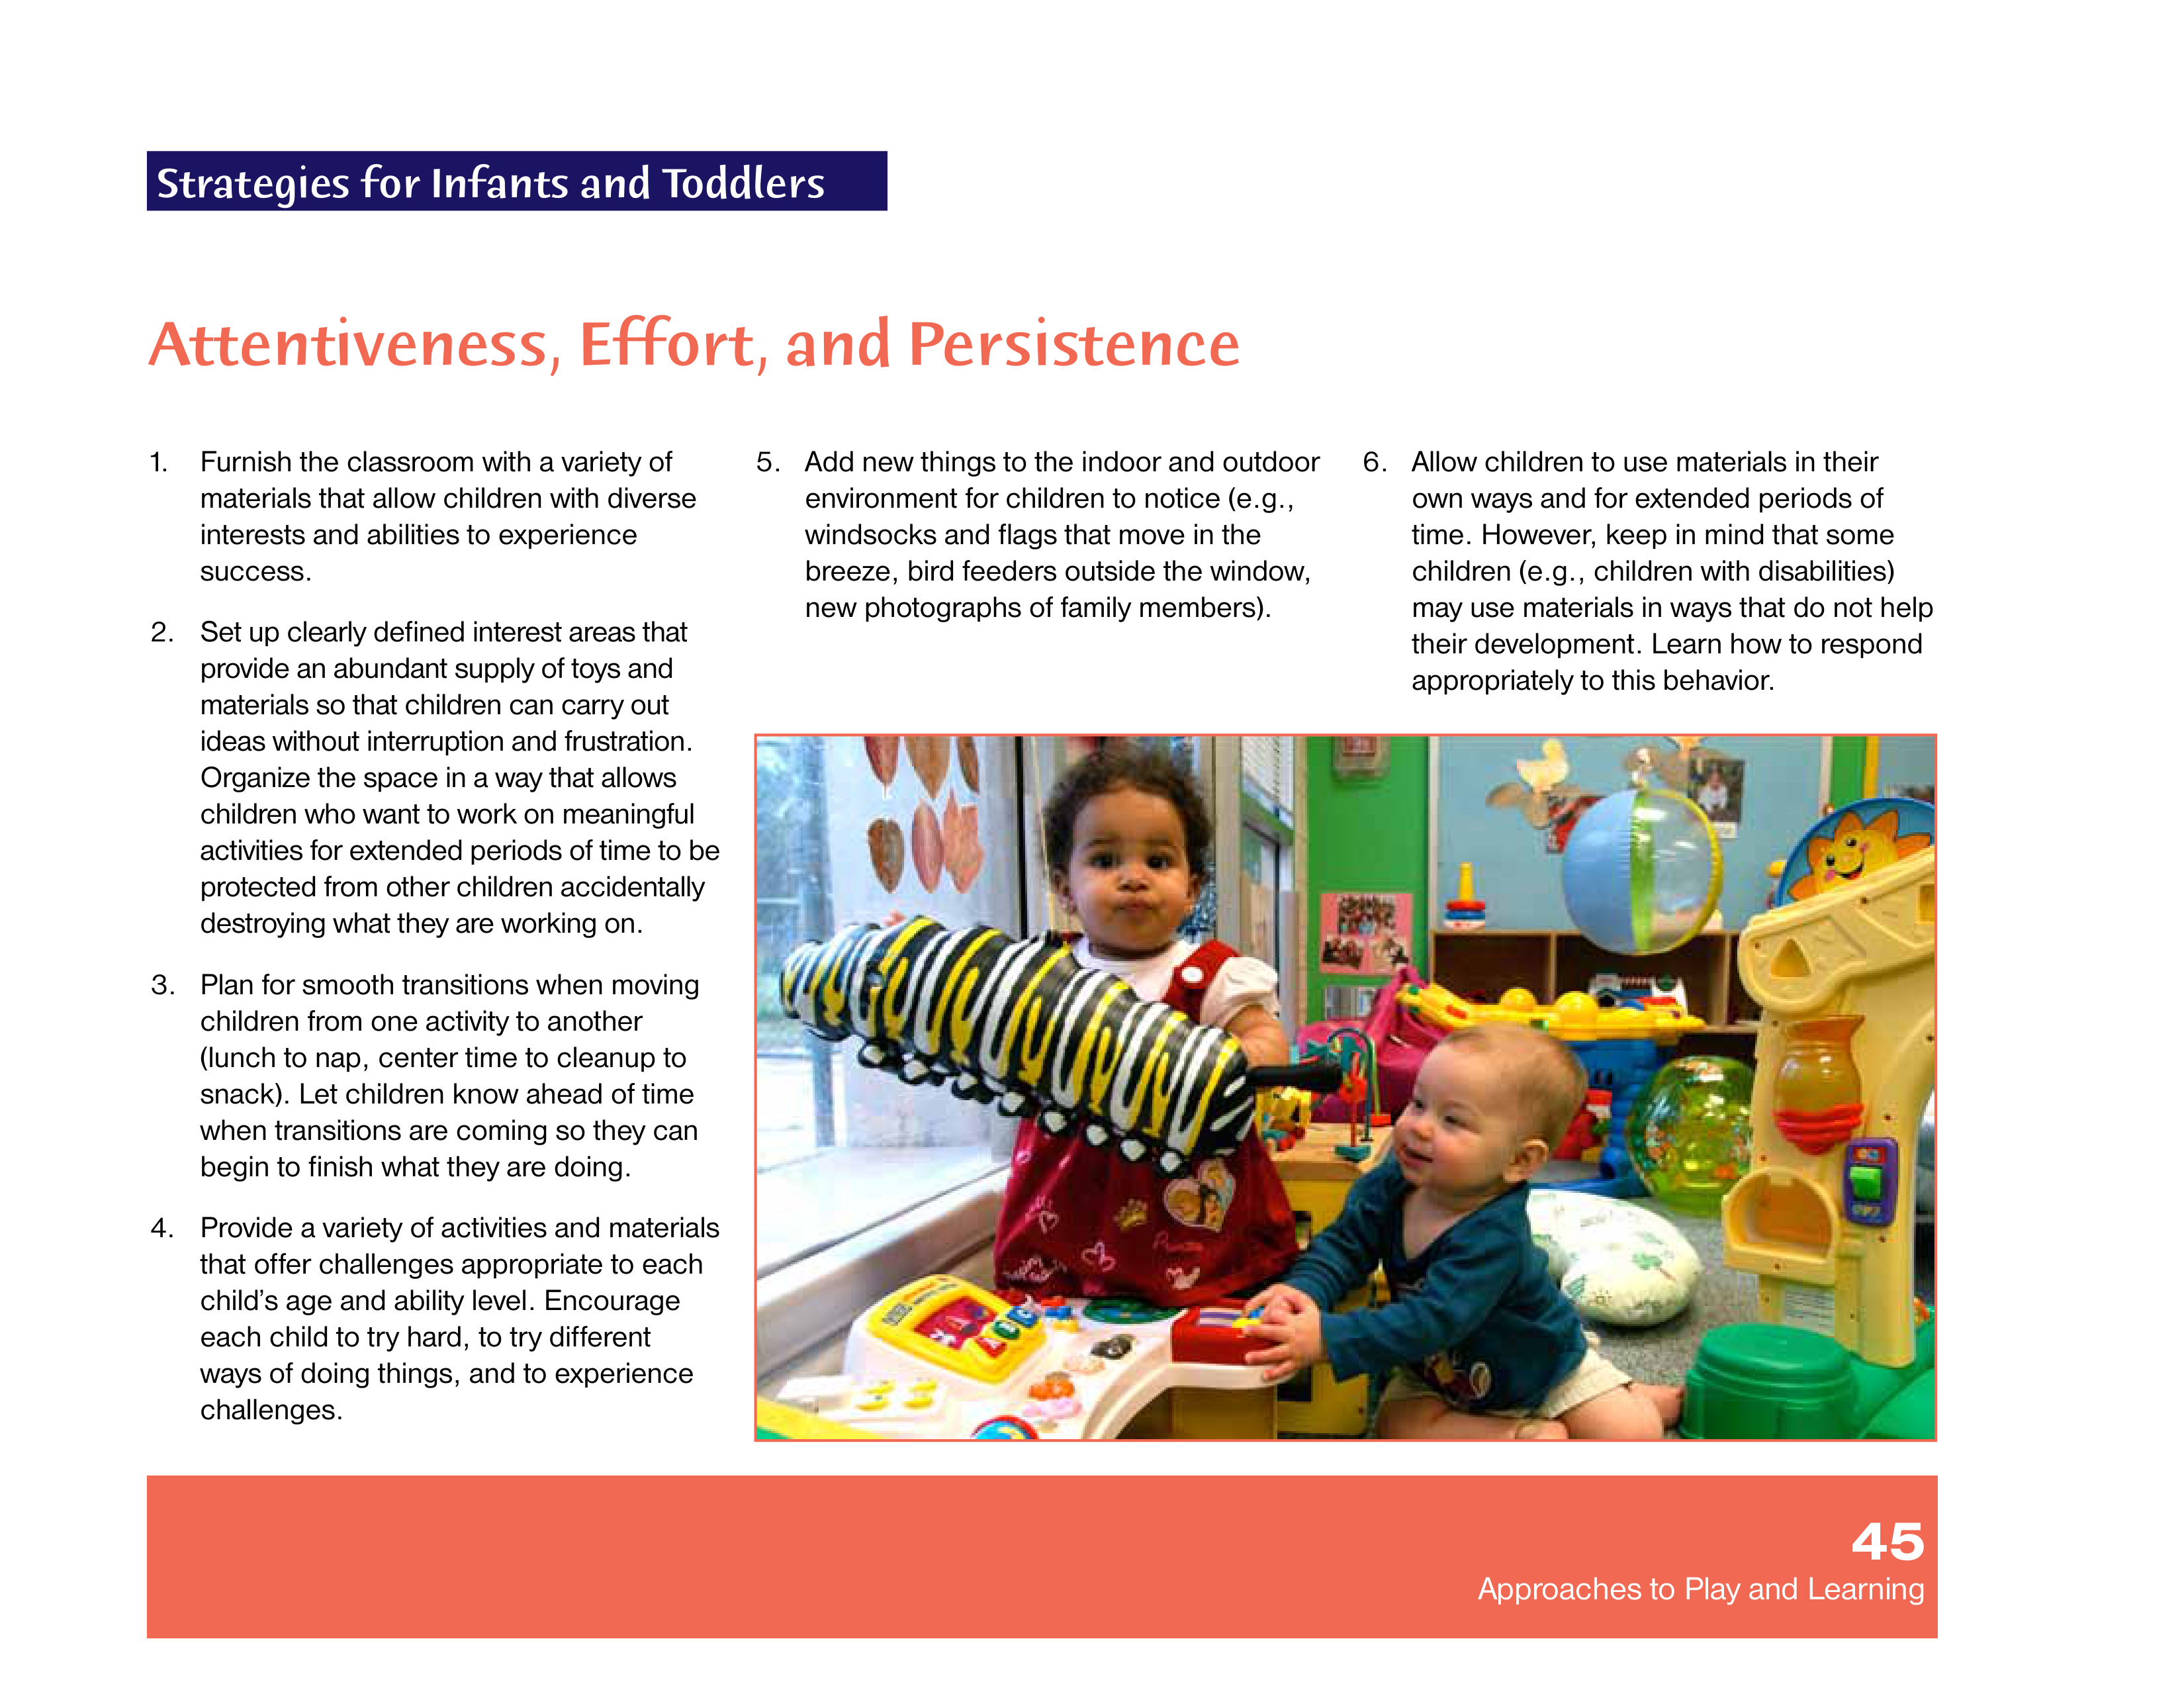 Strategies for Infants and Toddlers
Attentiveness, Effort, and Persistence
1. Furnish the classroom with a variety of
materials that allow children with diverse
interests and abilities to experience
success.
2. Set up clearly defined interest areas that
provide an abundant supply of toys and
materials so that children can carry out
ideas without interruption and frustration.
Organize the space in a way that allows
children who want to work on meaningful
activities for extended periods of time to be
protected from other children accidentally
destroying what they are working on.
3. Plan for smooth transitions when moving
children from one activity to another
(lunch to nap, center time to cleanup to
snack). Let children know ahead of time
when transitions are coming so they can
begin to finish what they are doing.
4. Provide a variety of activities and materials
that offer challenges appropriate to each
child’s age and ability level. Encourage
each child to try hard, to try different
ways of doing things, and to experience
challenges.
5. Add new things to the indoor and outdoor
environment for children to notice (e.g.,
windsocks and flags that move in the
breeze, bird feeders outside the window,
new photographs of family members).
6. Allow children to use materials in their
own ways and for extended periods of
time. However, keep in mind that some
children (e.g., children with disabilities)
may use materials in ways that do not help
their development. Learn how to respond
appropriately to this behavior.
45
Approaches to Play and Learning